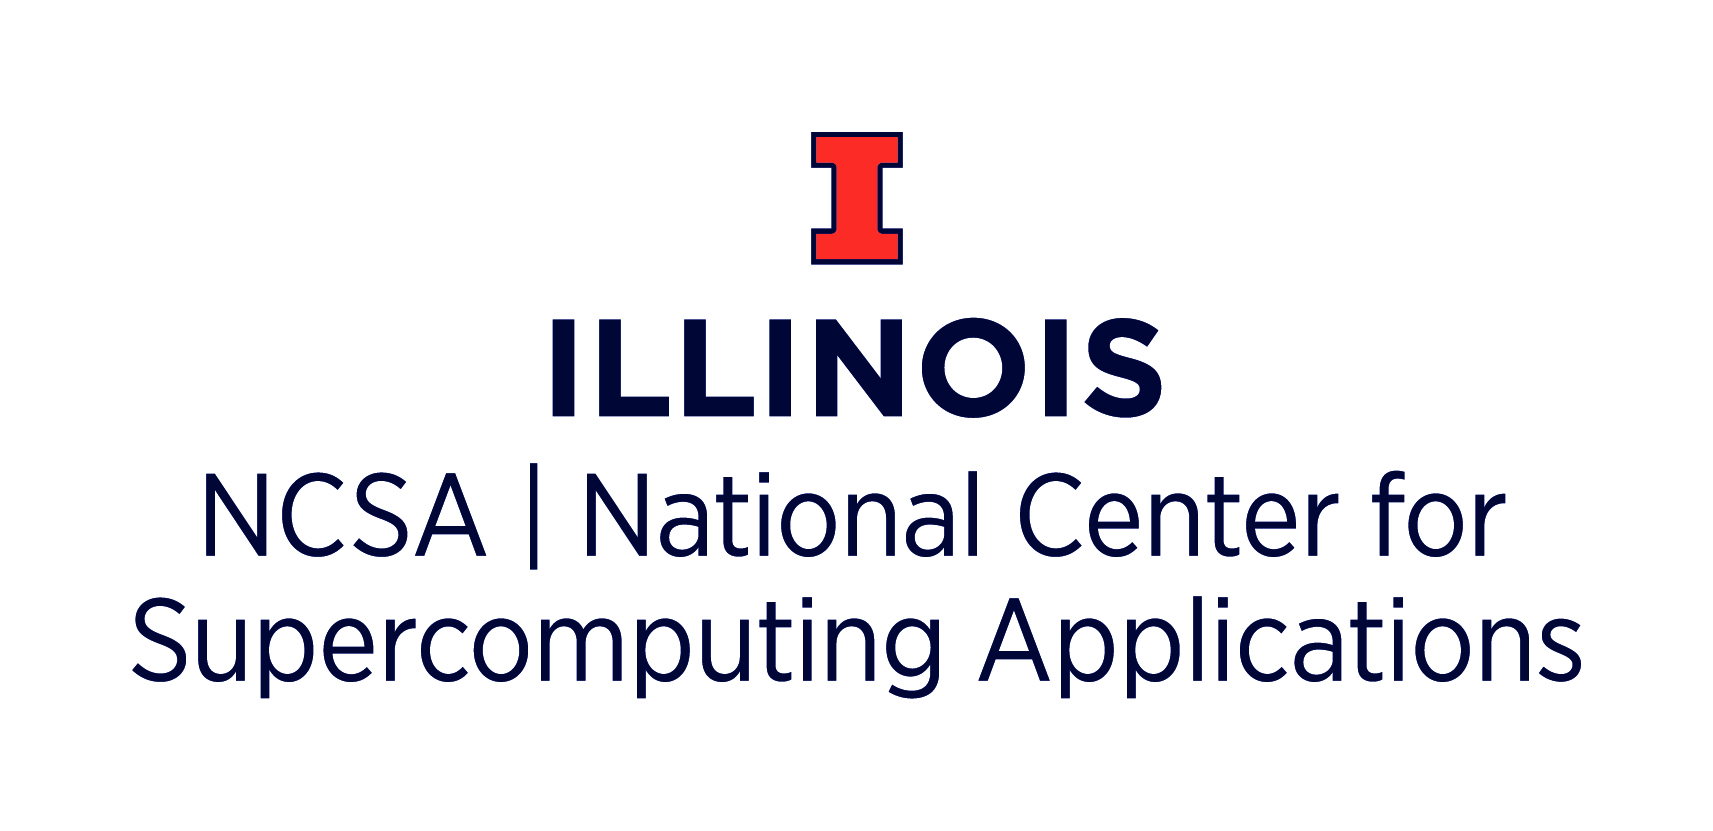 I
ILLINOIS
NCSA | National Center for
Supercomputing Applications